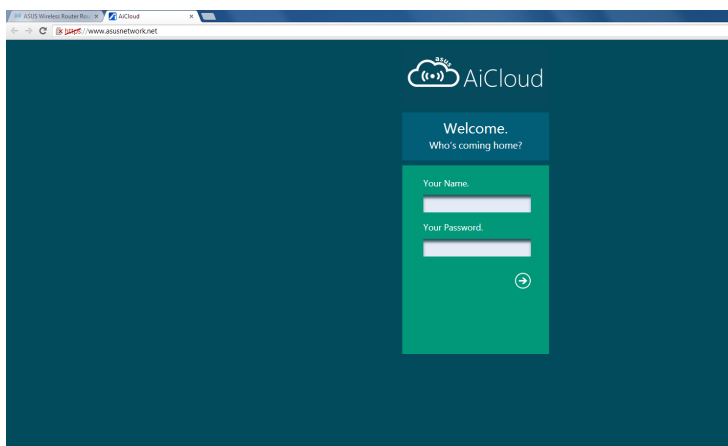 ASUS Wireless Router Rou
AiCloud
https://www.asusnetwork.net
asus
AiCloud
Welcome.
Who's coming home?
Your Name.
Your Password.